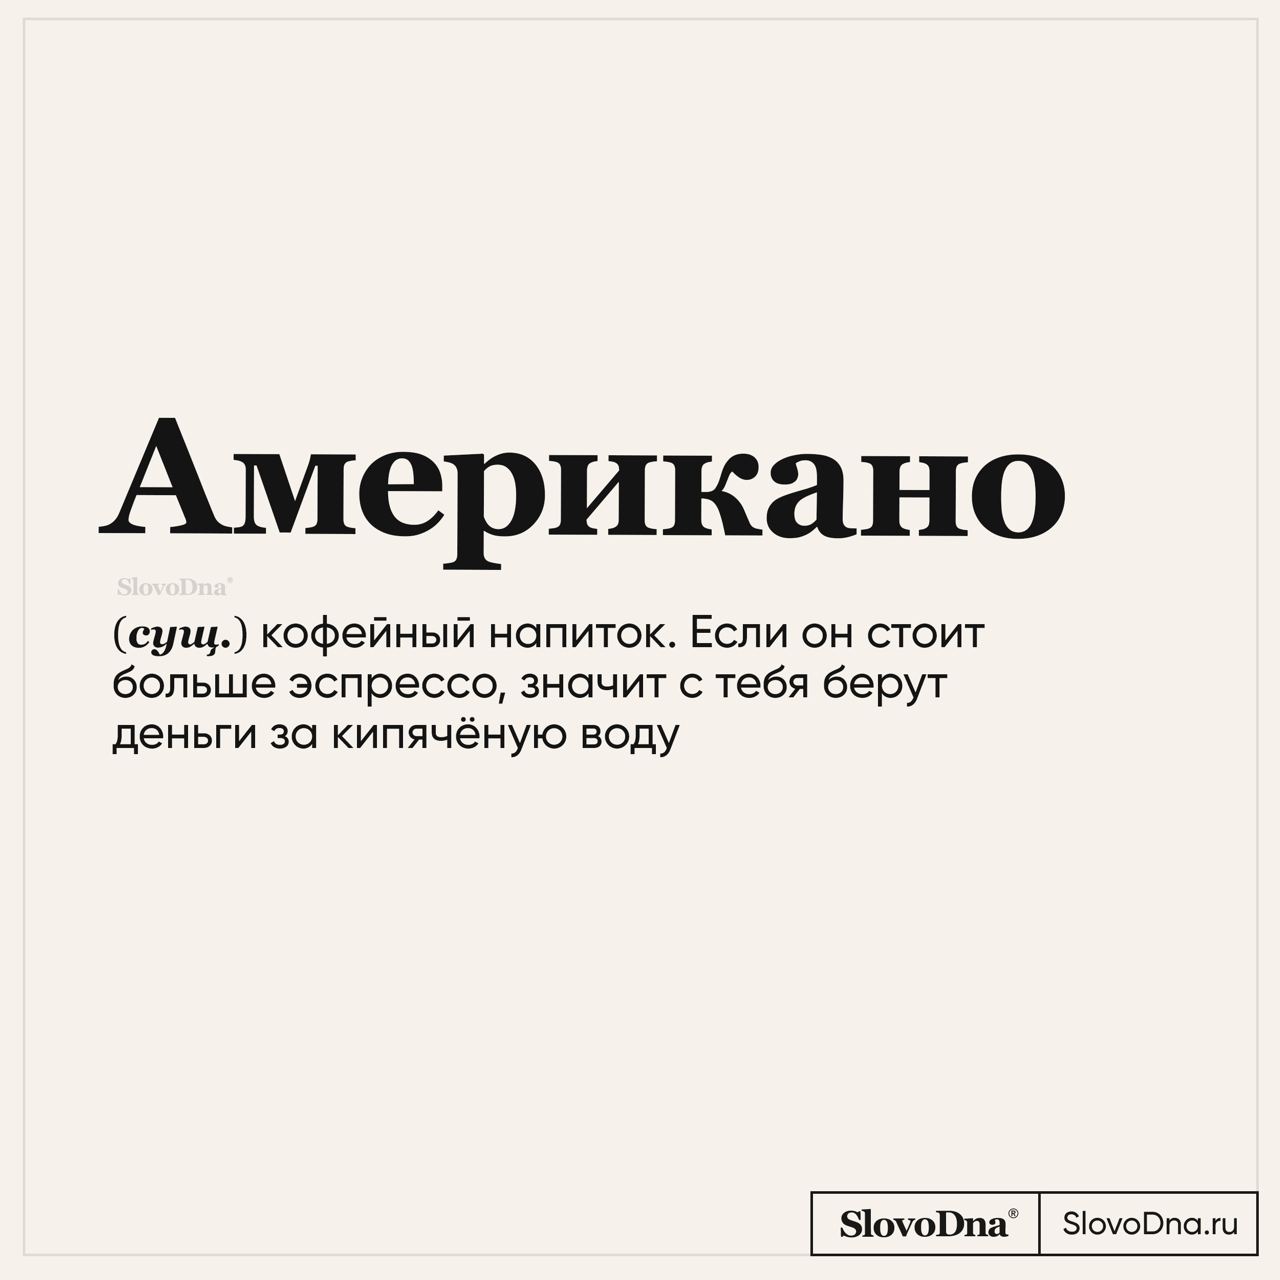 Американо
SlovoDna®
(сущ.) кофейный напиток. Если он стоит
больше эспрессо, значит с тебя берут
деньги за кипячёную воду
SlovoDna®
SlovoDna.ru